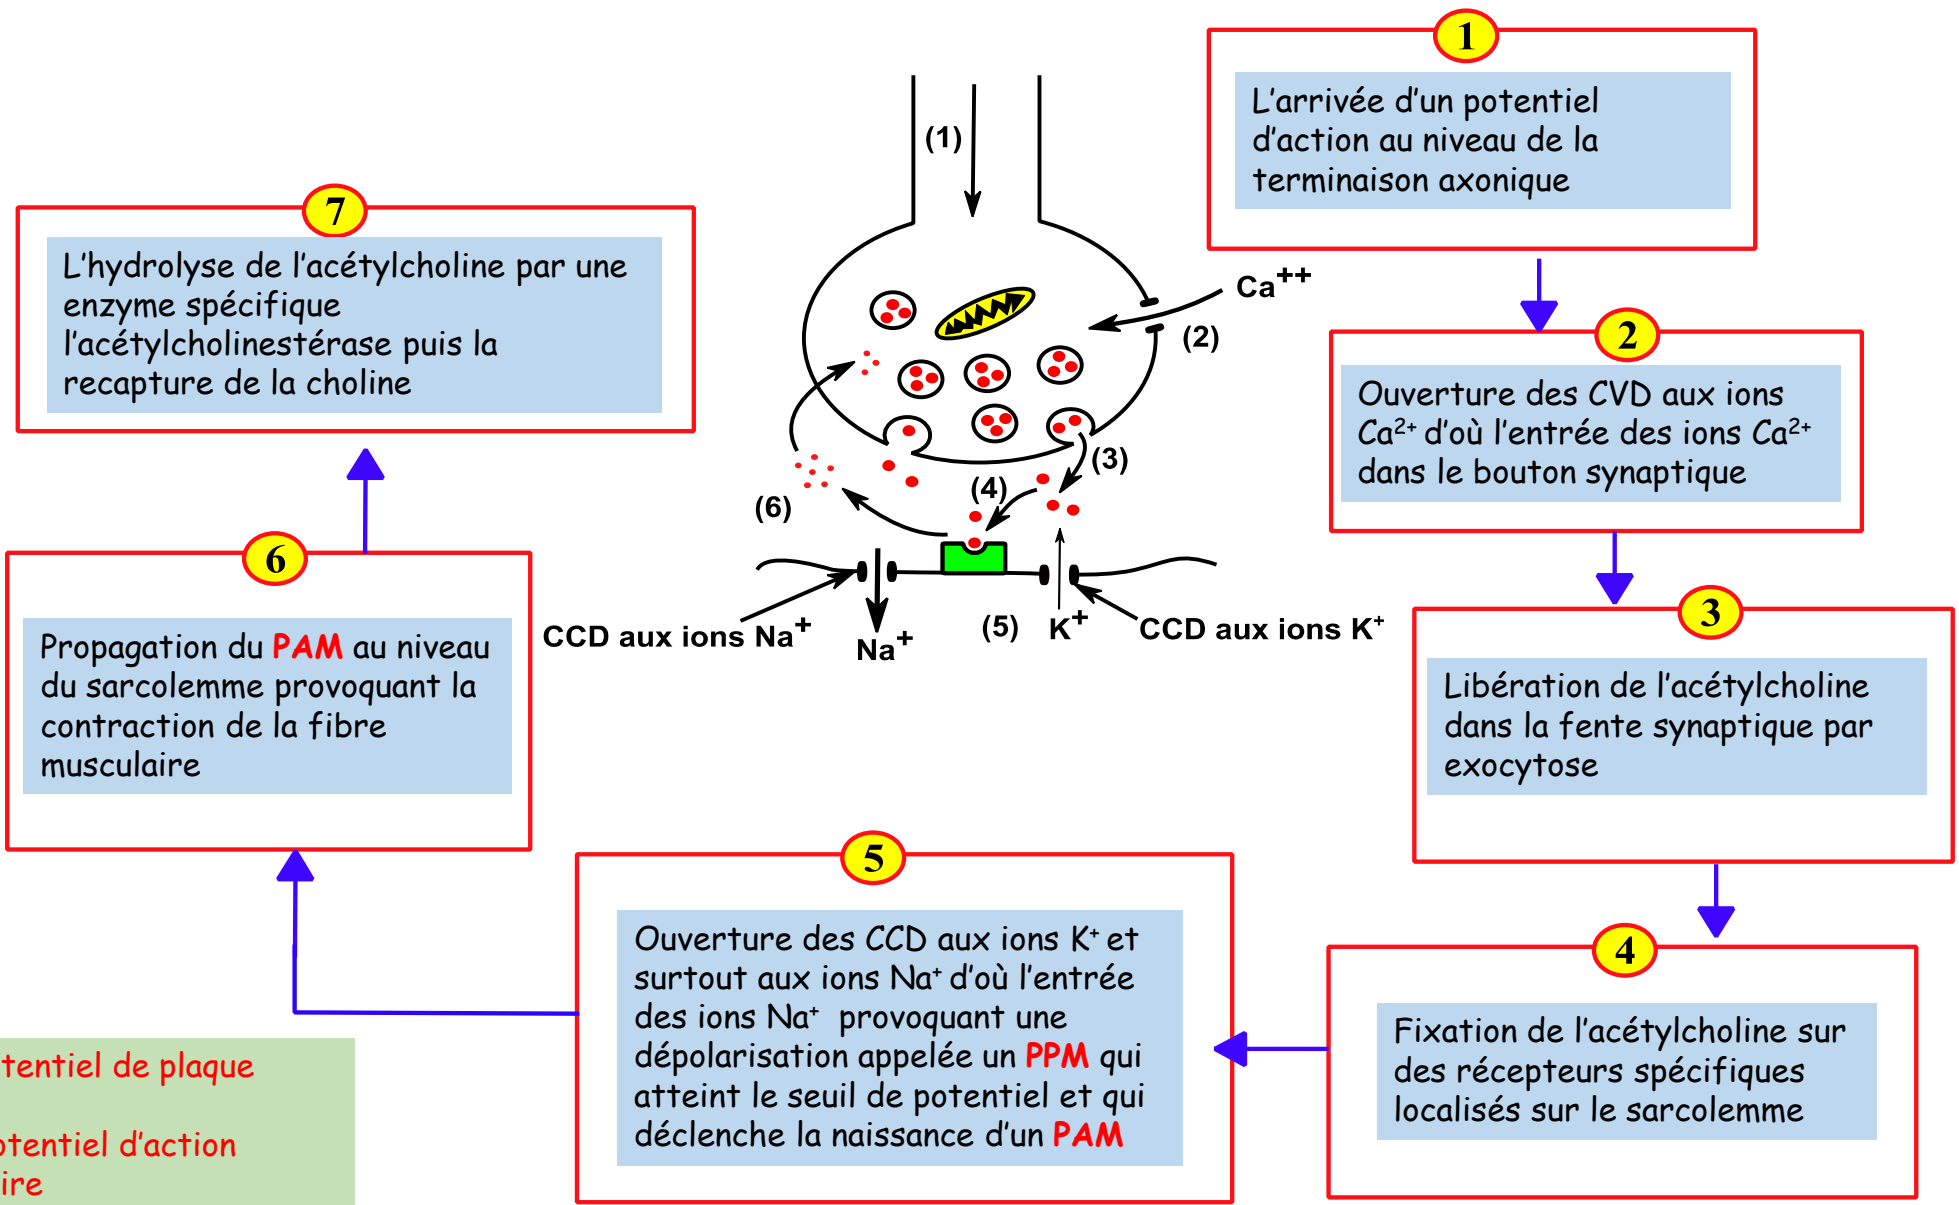 1
L'arrivée d'un potentiel
d'action au niveau de la
terminaison axonique
2
Ouverture des CVD aux ions
Ca²⁺ d'où l'entrée des ions Ca²⁺
dans le bouton synaptique
3
Libération de l'acétylcholine
dans la fente synaptique par
exocytose
4
Fixation de l'acétylcholine sur
des récepteurs spécifiques
localisés sur le sarcolemme
5
Ouverture des CCD aux ions K⁺ et
surtout aux ions Na⁺ d'où l'entrée
des ions Na⁺ provoquant une
dépolarisation appelée un PPM qui
atteint le seuil de potentiel et qui
déclenche la naissance d'un PAM
6
Propagation du PAM au niveau
du sarcolemme provoquant la
contraction de la fibre
musculaire
7
L'hydrolyse de l'acétylcholine par une
enzyme spécifique
l'acétylcholinestérase puis la
recapture de la choline
(1)
Ca⁺⁺
(2)
(3)
(4)
(6)
(5)
CCD aux ions Na⁺
Na⁺
K⁺
CCD aux ions K⁺
de plaque
d'action